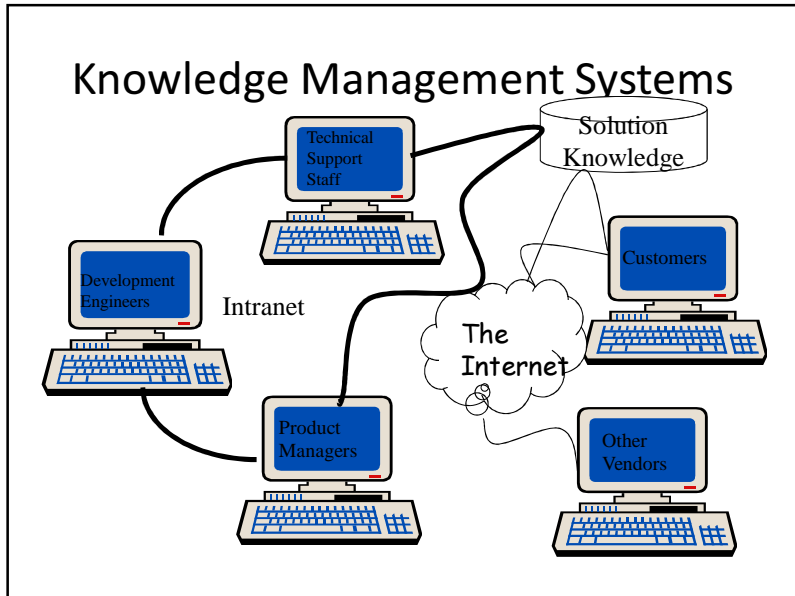 Knowledge Management Systems
Solution
Knowledge
Technical
Support
Staff
Development
Engineers
Intranet
Customers
The
Internet
Product
Managers
Other
Vendors